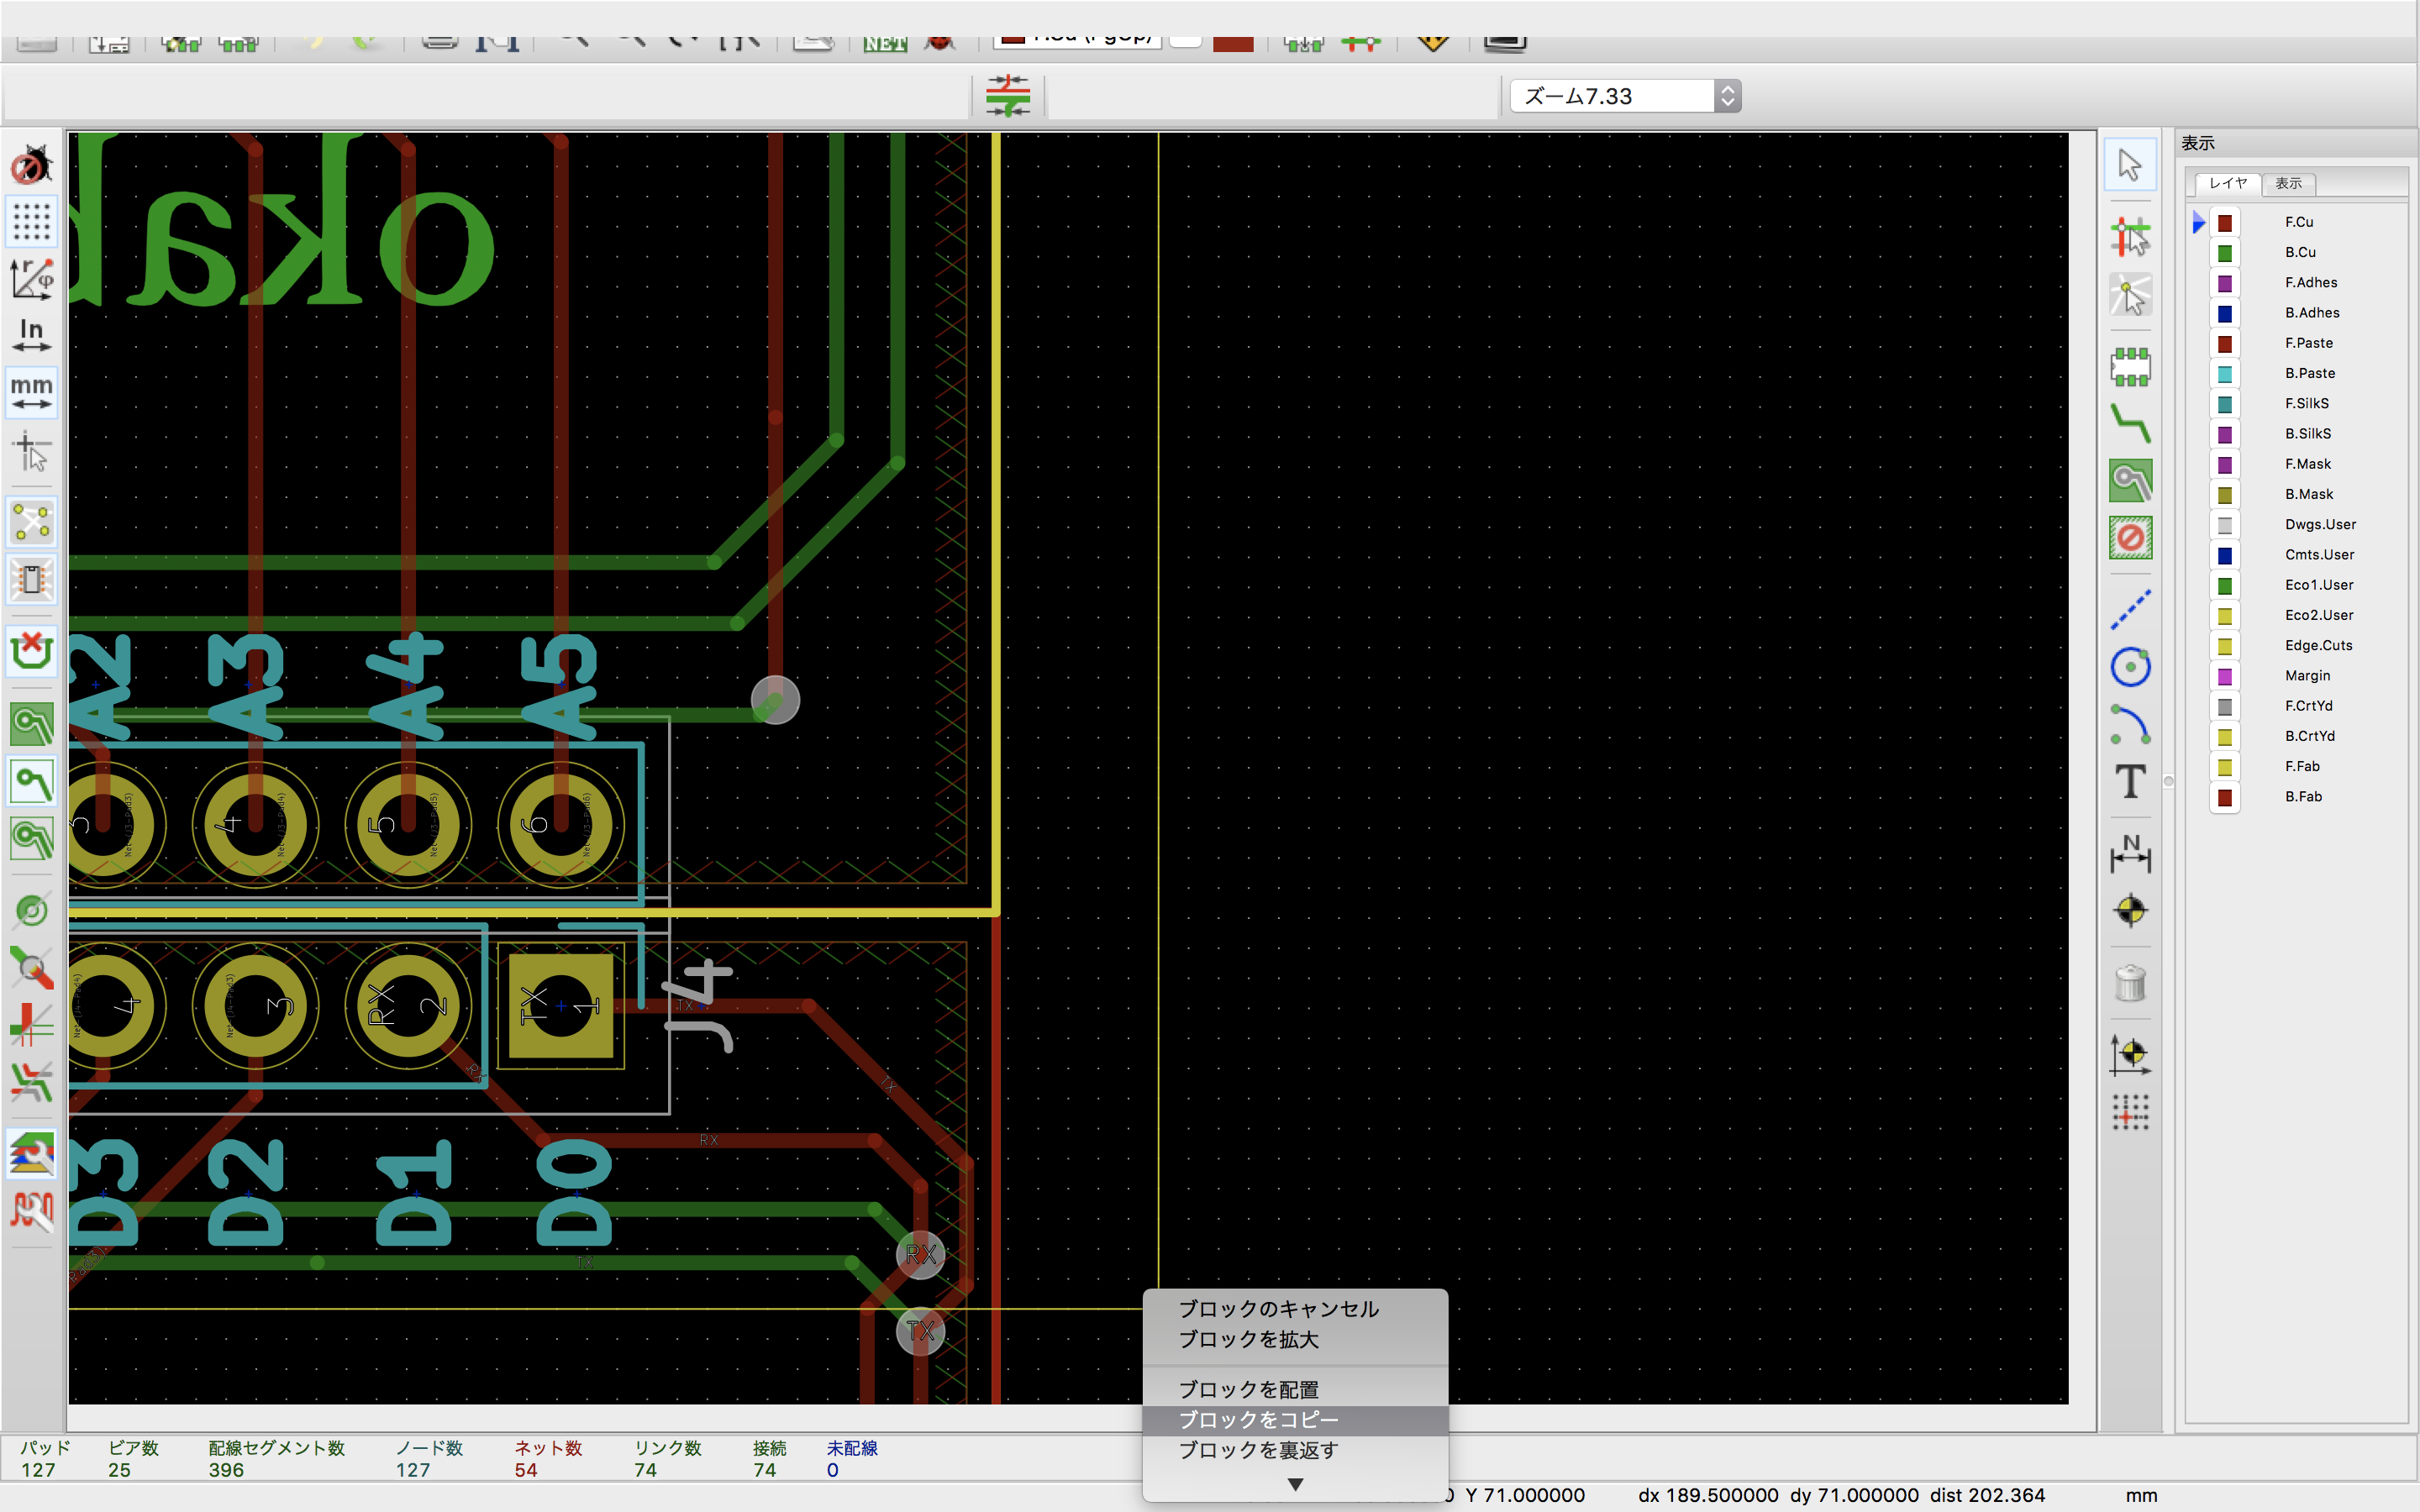 NET
ズーム7.33
表示
レイヤ 表示
F.Cu
B.Cu
F.Adhes
B.Adhes
F.Paste
B.Paste
F.SilkS
B.SilkS
F.Mask
B.Mask
Dwgs.User
Cmts.User
Eco1.User
Eco2.User
Edge.Cuts
Margin
F.CrtYd
B.CrtYd
F.Fab
B.Fab
In
mm
T
N
oka
A2
A3
A4
A5
4
5
6
4
3
RX
2
TX
1
TX
J4
RX
TX
RX
D3
D2
D1
D0
RX
TX
TX
ブロックのキャンセル
ブロックを拡大
ブロックを配置
ブロックをコピー
ブロックを裏返す
パッド ビア数 配線セグメント数 ノード数 ネット数 リンク数 接続 未配線
127 25 396 127 54 74 74 0
Y 71.000000 dx 189.500000 dy 71.000000 dist 202.364 mm